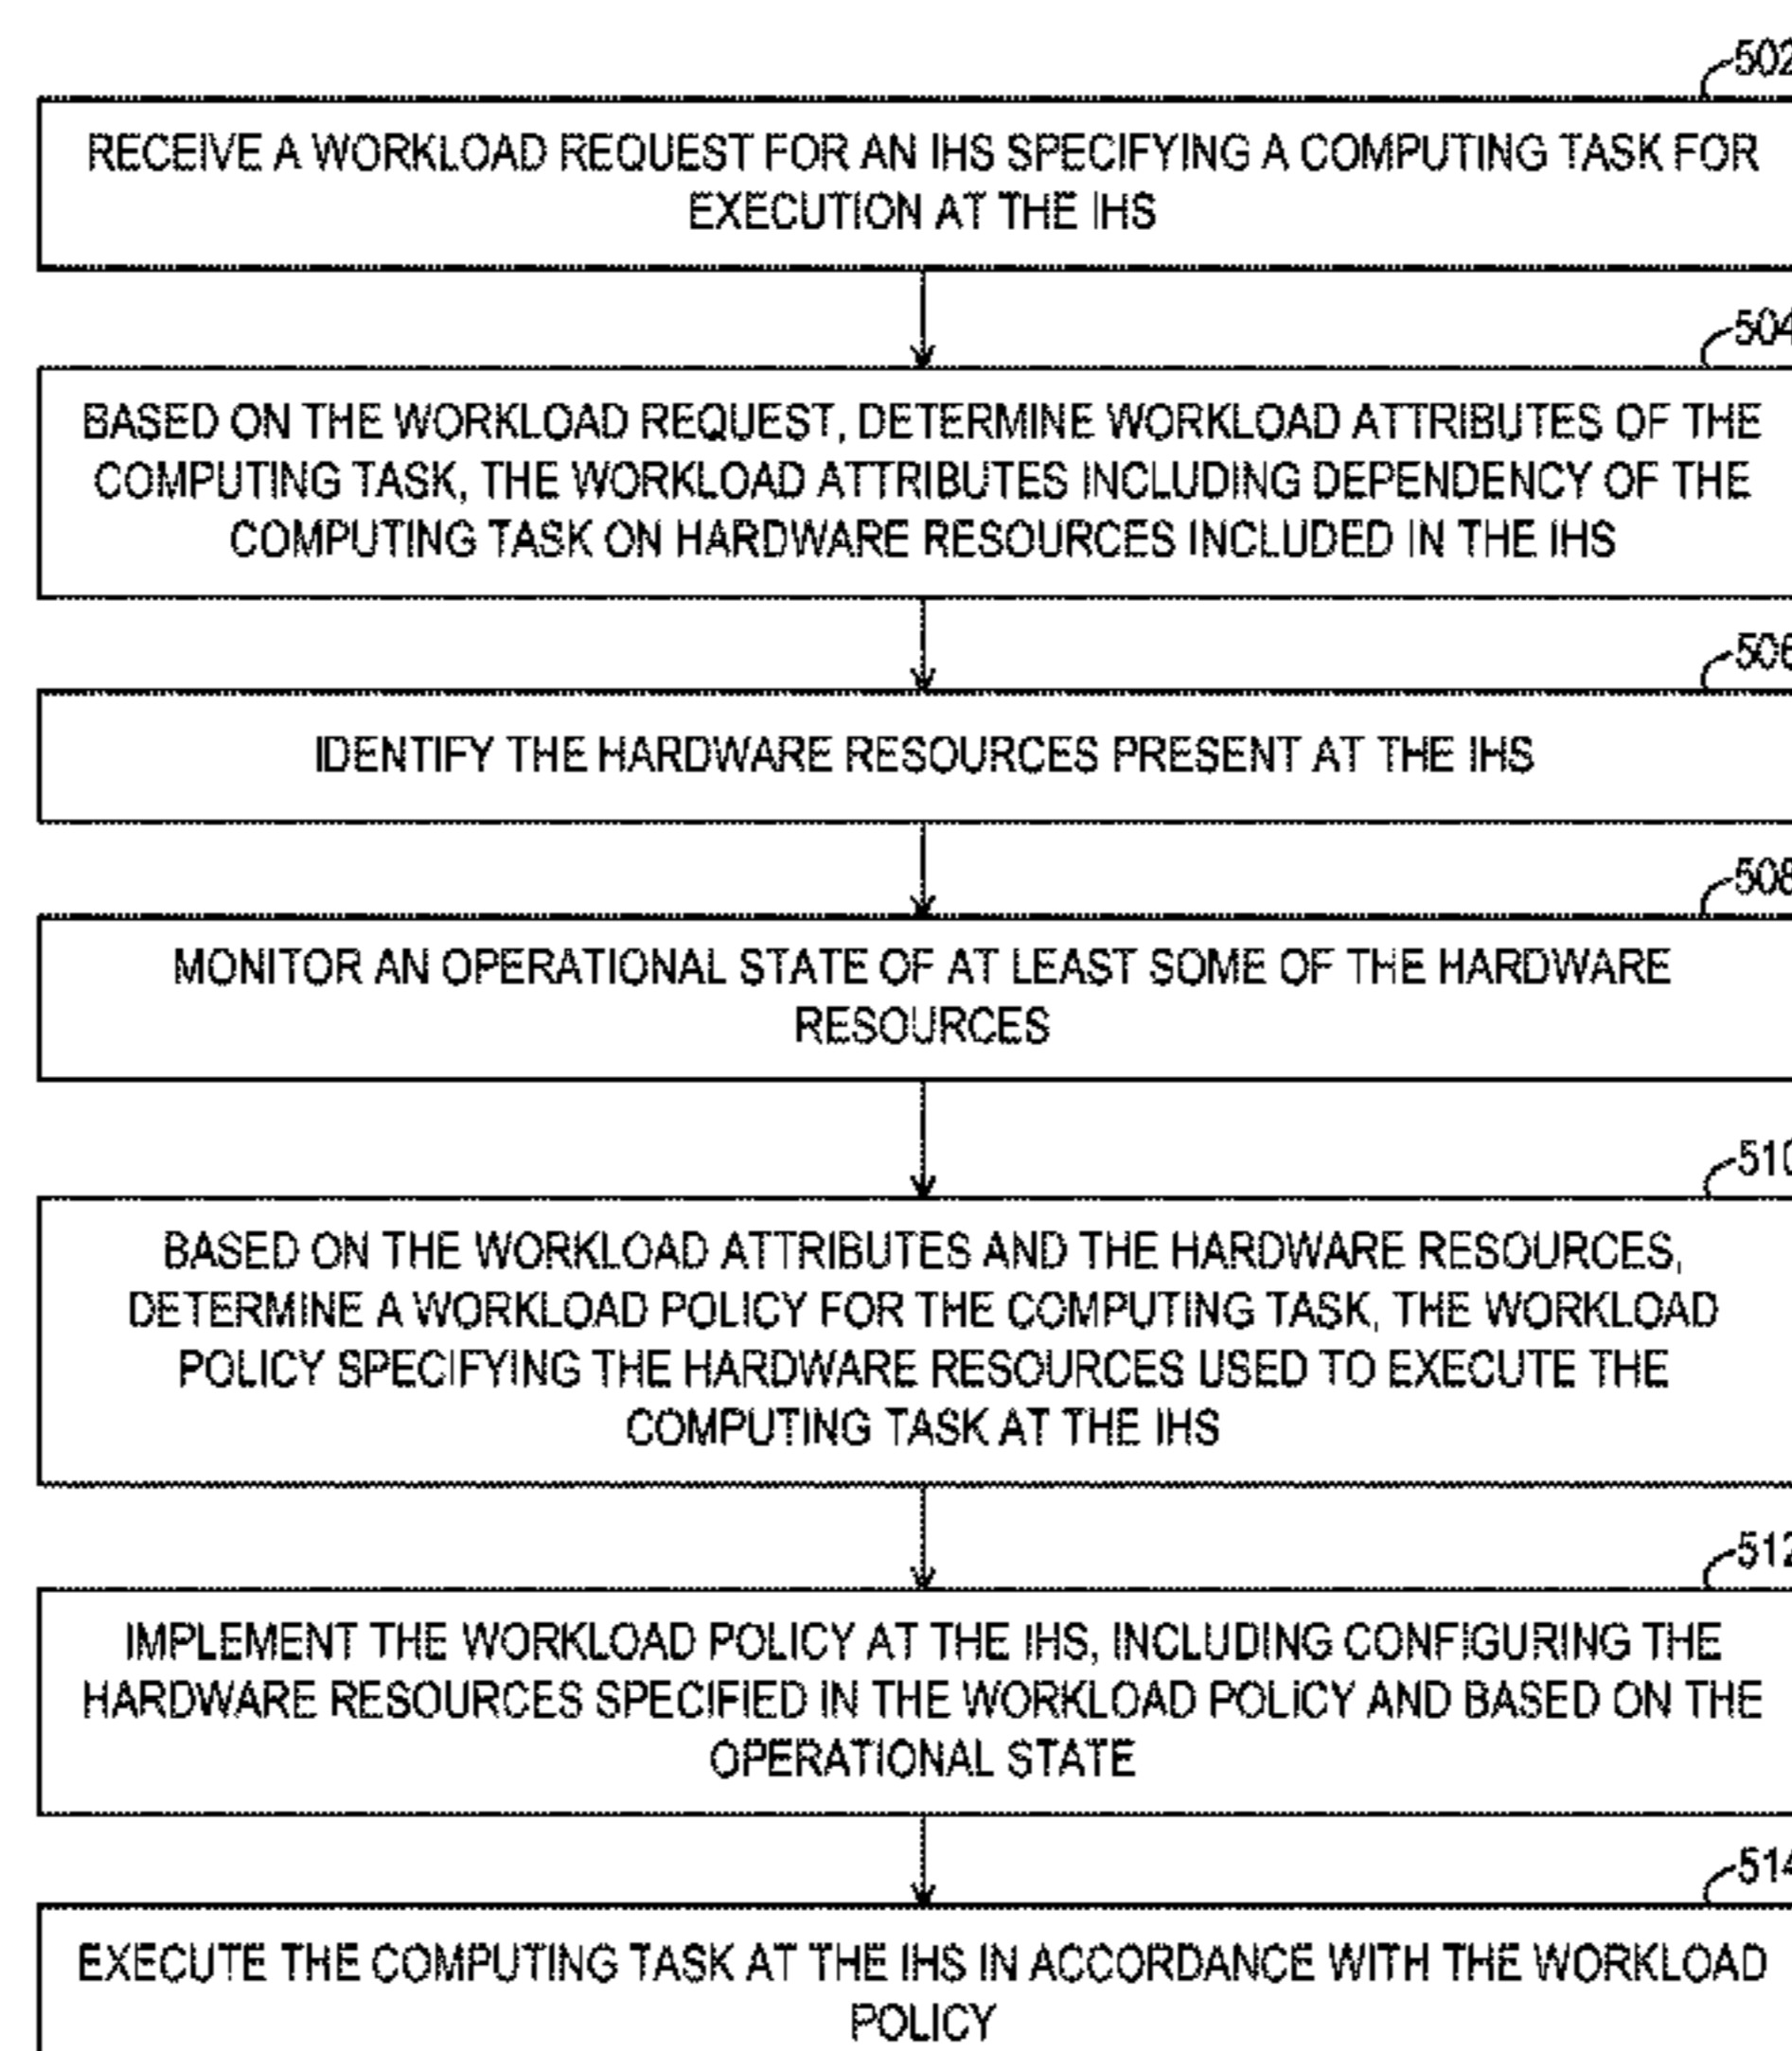 502
RECEIVE A WORKLOAD REQUEST FOR AN IHS SPECIFYING A COMPUTING TASK FOR
EXECUTION AT THE IHS
504
BASED ON THE WORKLOAD REQUEST, DETERMINE WORKLOAD ATTRIBUTES OF THE
COMPUTING TASK, THE WORKLOAD ATTRIBUTES INCLUDING DEPENDENCY OF THE
COMPUTING TASK ON HARDWARE RESOURCES INCLUDED IN THE IHS
506
IDENTIFY THE HARDWARE RESOURCES PRESENT AT THE IHS
508
MONITOR AN OPERATIONAL STATE OF AT LEAST SOME OF THE HARDWARE
RESOURCES
510
BASED ON THE WORKLOAD ATTRIBUTES AND THE HARDWARE RESOURCES,
DETERMINE A WORKLOAD POLICY FOR THE COMPUTING TASK, THE WORKLOAD
POLICY SPECIFYING THE HARDWARE RESOURCES USED TO EXECUTE THE
COMPUTING TASK AT THE IHS
512
IMPLEMENT THE WORKLOAD POLICY AT THE IHS, INCLUDING CONFIGURING THE
HARDWARE RESOURCES SPECIFIED IN THE WORKLOAD POLICY AND BASED ON THE
OPERATIONAL STATE
514
EXECUTE THE COMPUTING TASK AT THE IHS IN ACCORDANCE WITH THE WORKLOAD
POLICY